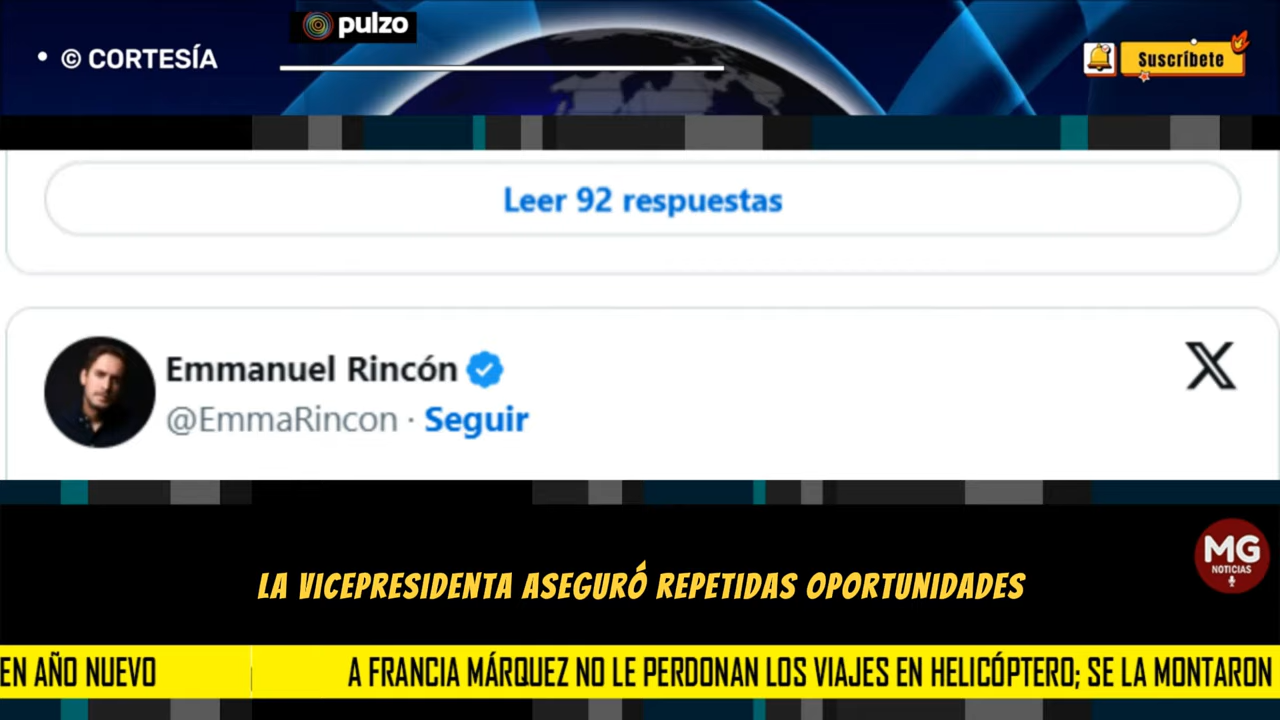 pulzo
• © CORTESÍA
Suscríbete
Leer 92 respuestas
Emmanuel Rincón
@EmmaRincon · Seguir
LA VICEPRESIDENTA ASEGURÓ REPETIDAS OPORTUNIDADES
MG
NOTICIAS
EN AÑO NUEVO
A FRANCIA MÁRQUEZ NO LE PERDONAN LOS VIAJES EN HELICÓPTERO; SE LA MONTARON